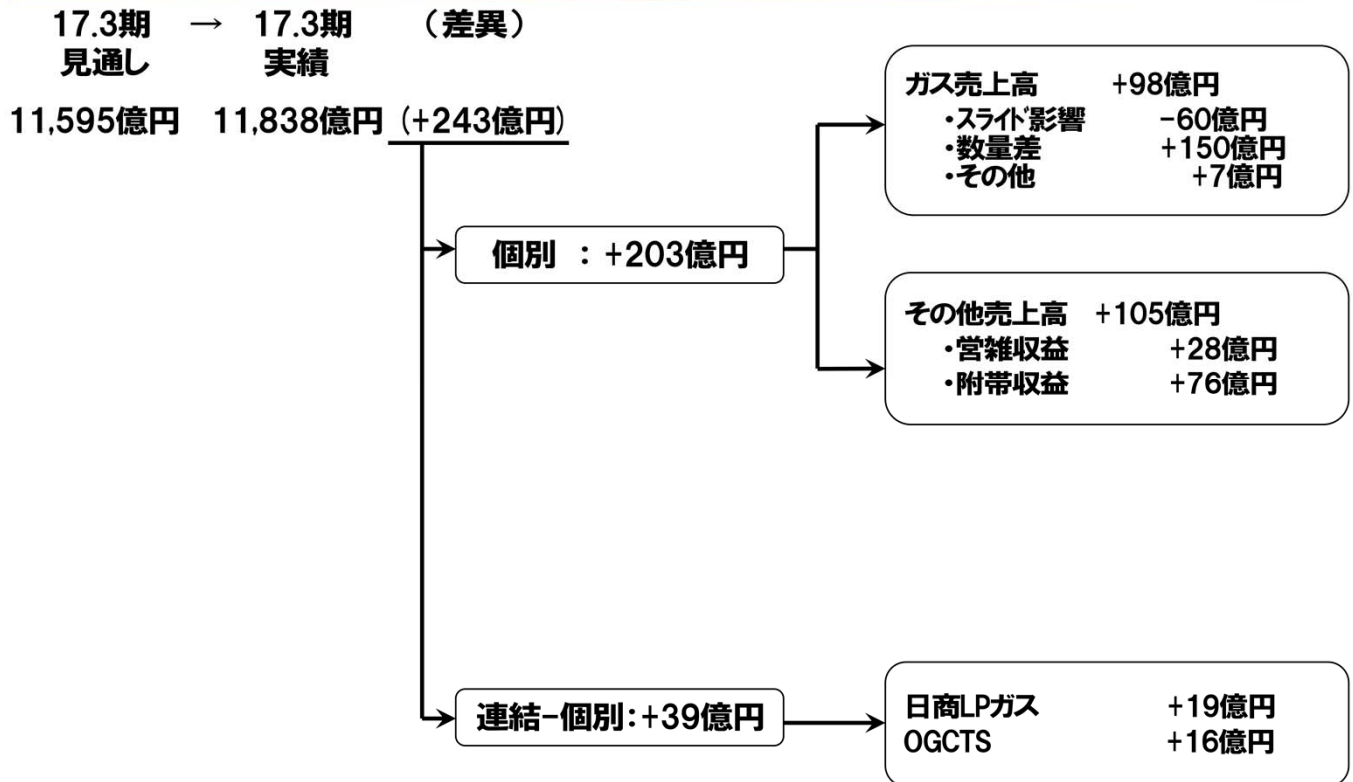 17.3期 → 17.3期 （差異）
見通し 実績
11,595億円 11,838億円 (+243億円)
ガス売上高 +98億円
・スライド影響 -60億円
・数量差 +150億円
・その他 +7億円
個別 ：+203億円
その他売上高 +105億円
・営雑収益 +28億円
・附帯収益 +76億円
連結-個別:+39億円
日商LPガス +19億円
OGCTS +16億円